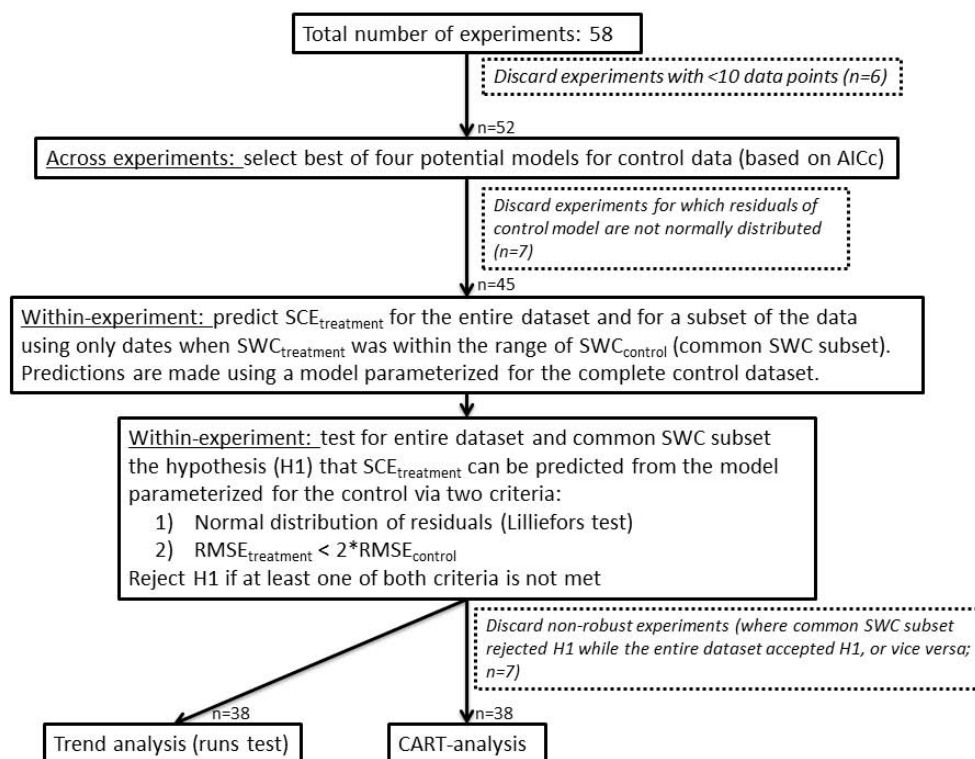 Total number of experiments: 58
Discard experiments with <10 data points (n=6)
n=52
Across experiments: select best of four potential models for control data (based on AICc)
Discard experiments for which residuals of
control model are not normally distributed
(n=7)
n=45
Within-experiment: predict SCEtreatment for the entire dataset and for a subset of the data
using only dates when SWCtreatment was within the range of SWCcontrol (common SWC subset).
Predictions are made using a model parameterized for the complete control dataset.
Within-experiment: test for entire dataset and common SWC subset
the hypothesis (H1) that SCEtreatment can be predicted from the model
parameterized for the control via two criteria:
1) Normal distribution of residuals (Lilliefors test)
2) RMSEtreatment < 2*RMSEcontrol
Reject H1 if at least one of both criteria is not met
Discard non-robust experiments (where common SWC subset
rejected H1 while the entire dataset accepted H1, or vice versa;
n=7)
n=38
n=38
Trend analysis (runs test)
CART-analysis